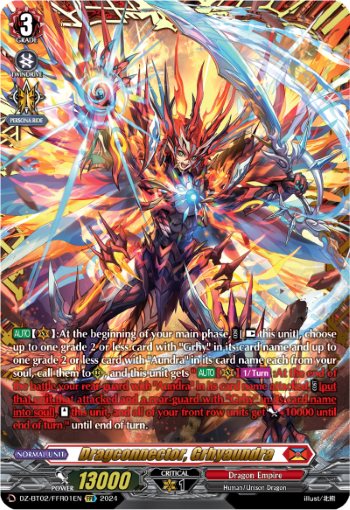 3
GRADE
TWINDRIVE
PERSONA RIDE
AUTO : At the beginning of your main phase, this unit, choose
up to one grade 2 or less card with "Grhy" in its card name and up to
one grade 2 or less card with "Aundra" in its card name each from your
soul, call them to , and this unit gets "AUTO 1/Turn :At the end of
the battle your rear-guard with "Aundra" in its card name attacked, put
that unit that attacked and a rear-guard with "Grhy" in its card name
into soul, this unit, and all of your front row units get +10000 until
end of turn." until end of turn.
NORMAL UNIT
Dragconnector, Grhyaundra
POWER 13000
CRITICAL
1
Dragon Empire
Human/Unison Dragon
DZ-BT02/FFR01EN FFR 2024
illust/北熊